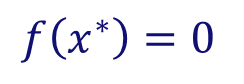 f(x*) = 0